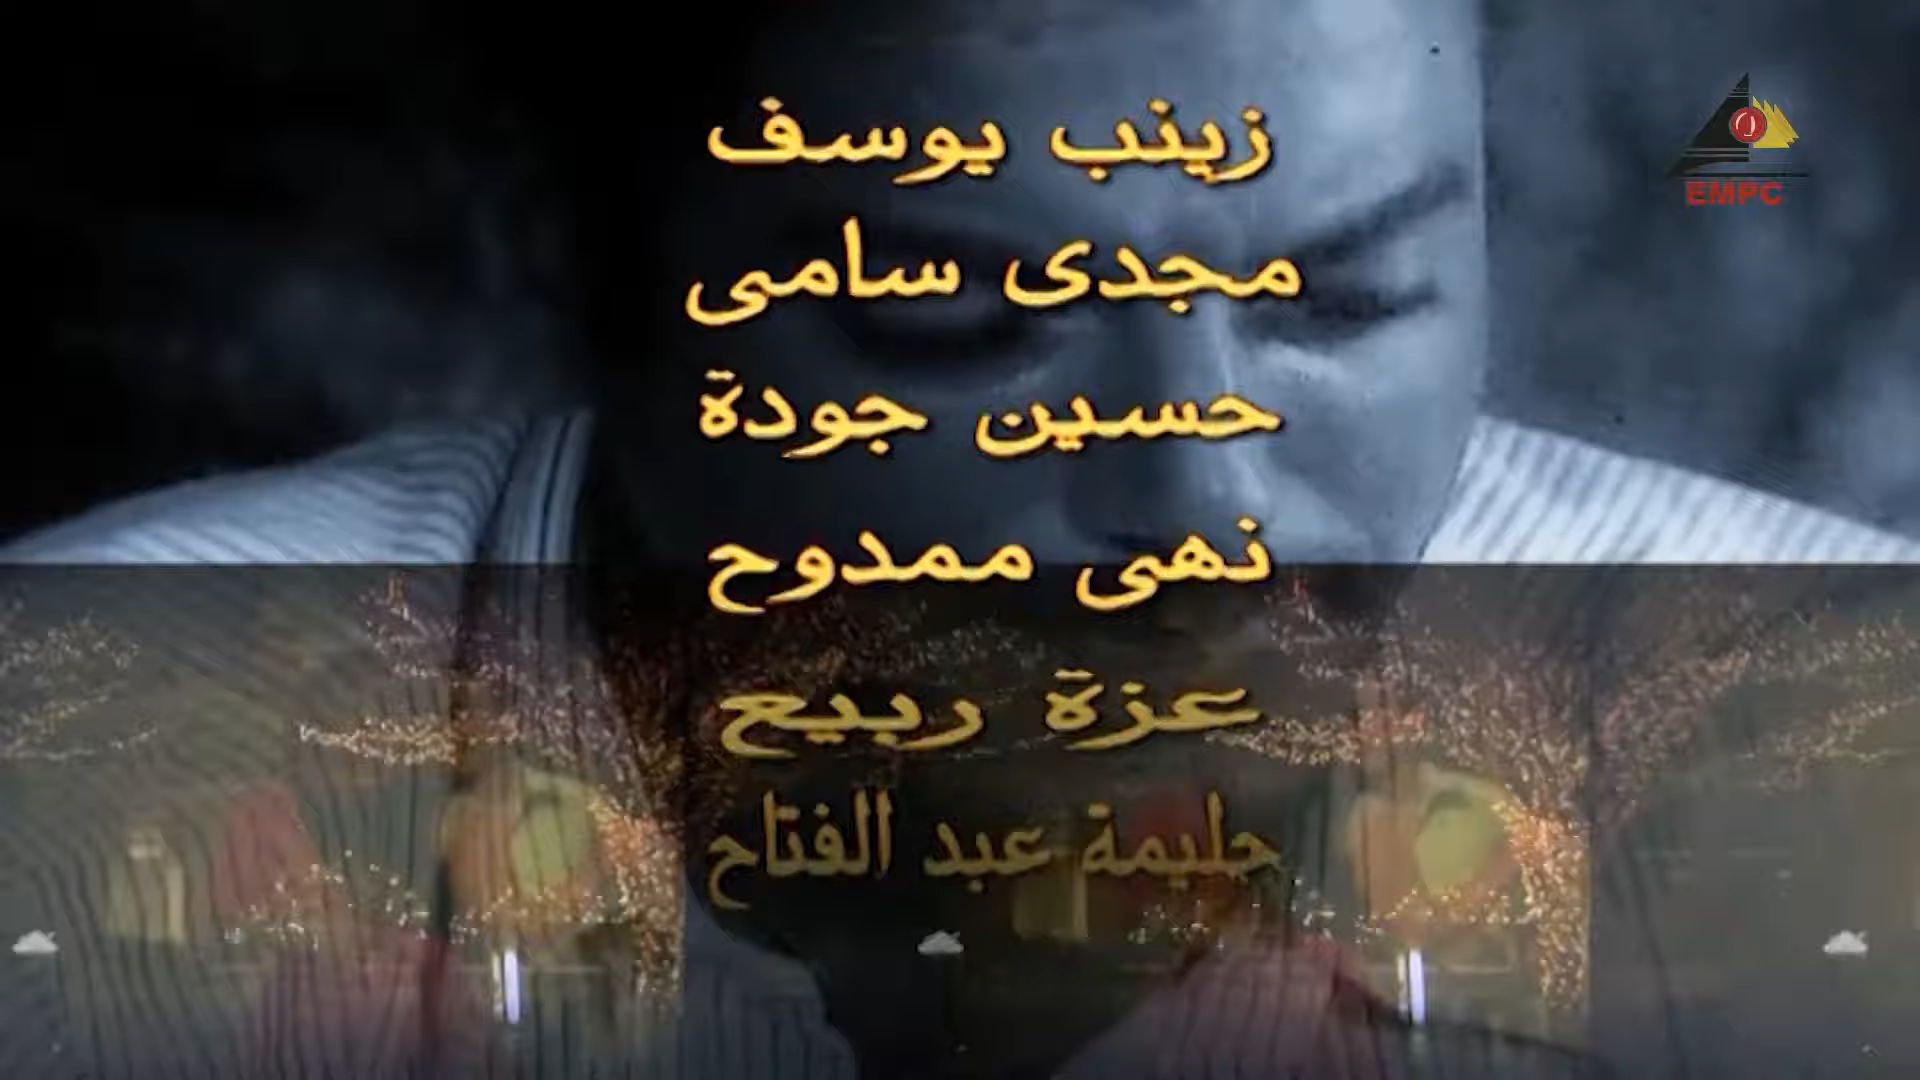 زينب يوسف
مجدى سامى
حسين جودة
نهى ممدوح
عزة ربيع
حليمة عبد الفتاح
EMPC